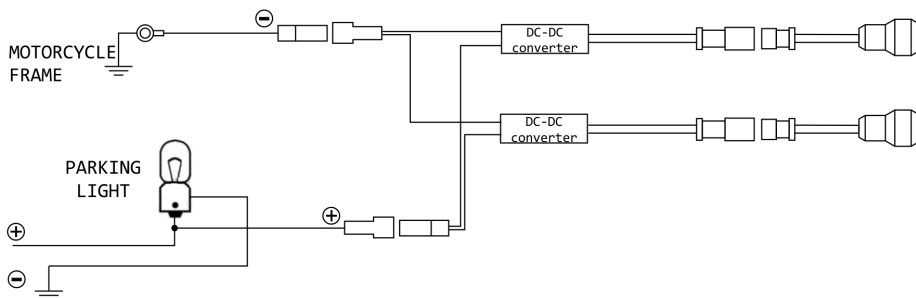 ⊖
DC-DC
converter
MOTORCYCLE
FRAME
DC-DC
converter
PARKING
LIGHT
⊕
⊕
⊖